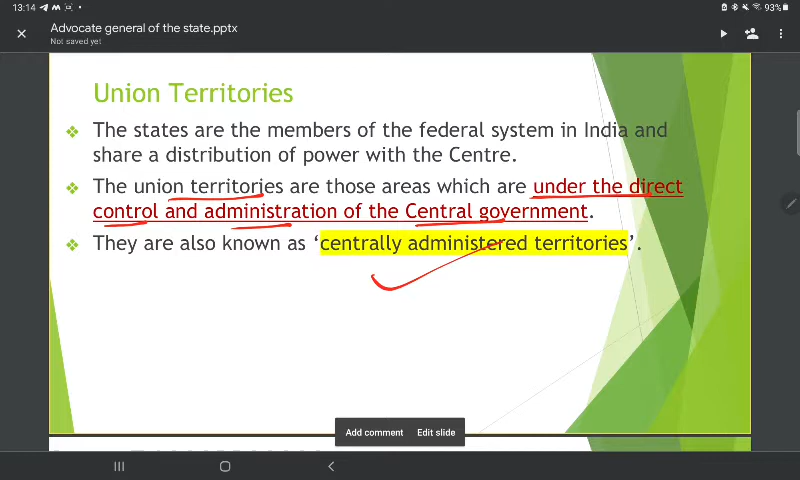 13:14
93%
Advocate general of the state.pptx
Not saved yet
Union Territories
The states are the members of the federal system in India and
share a distribution of power with the Centre.
The union territories are those areas which are under the direct
control and administration of the Central government.
They are also known as ‘centrally administered territories’.
Add comment Edit slide